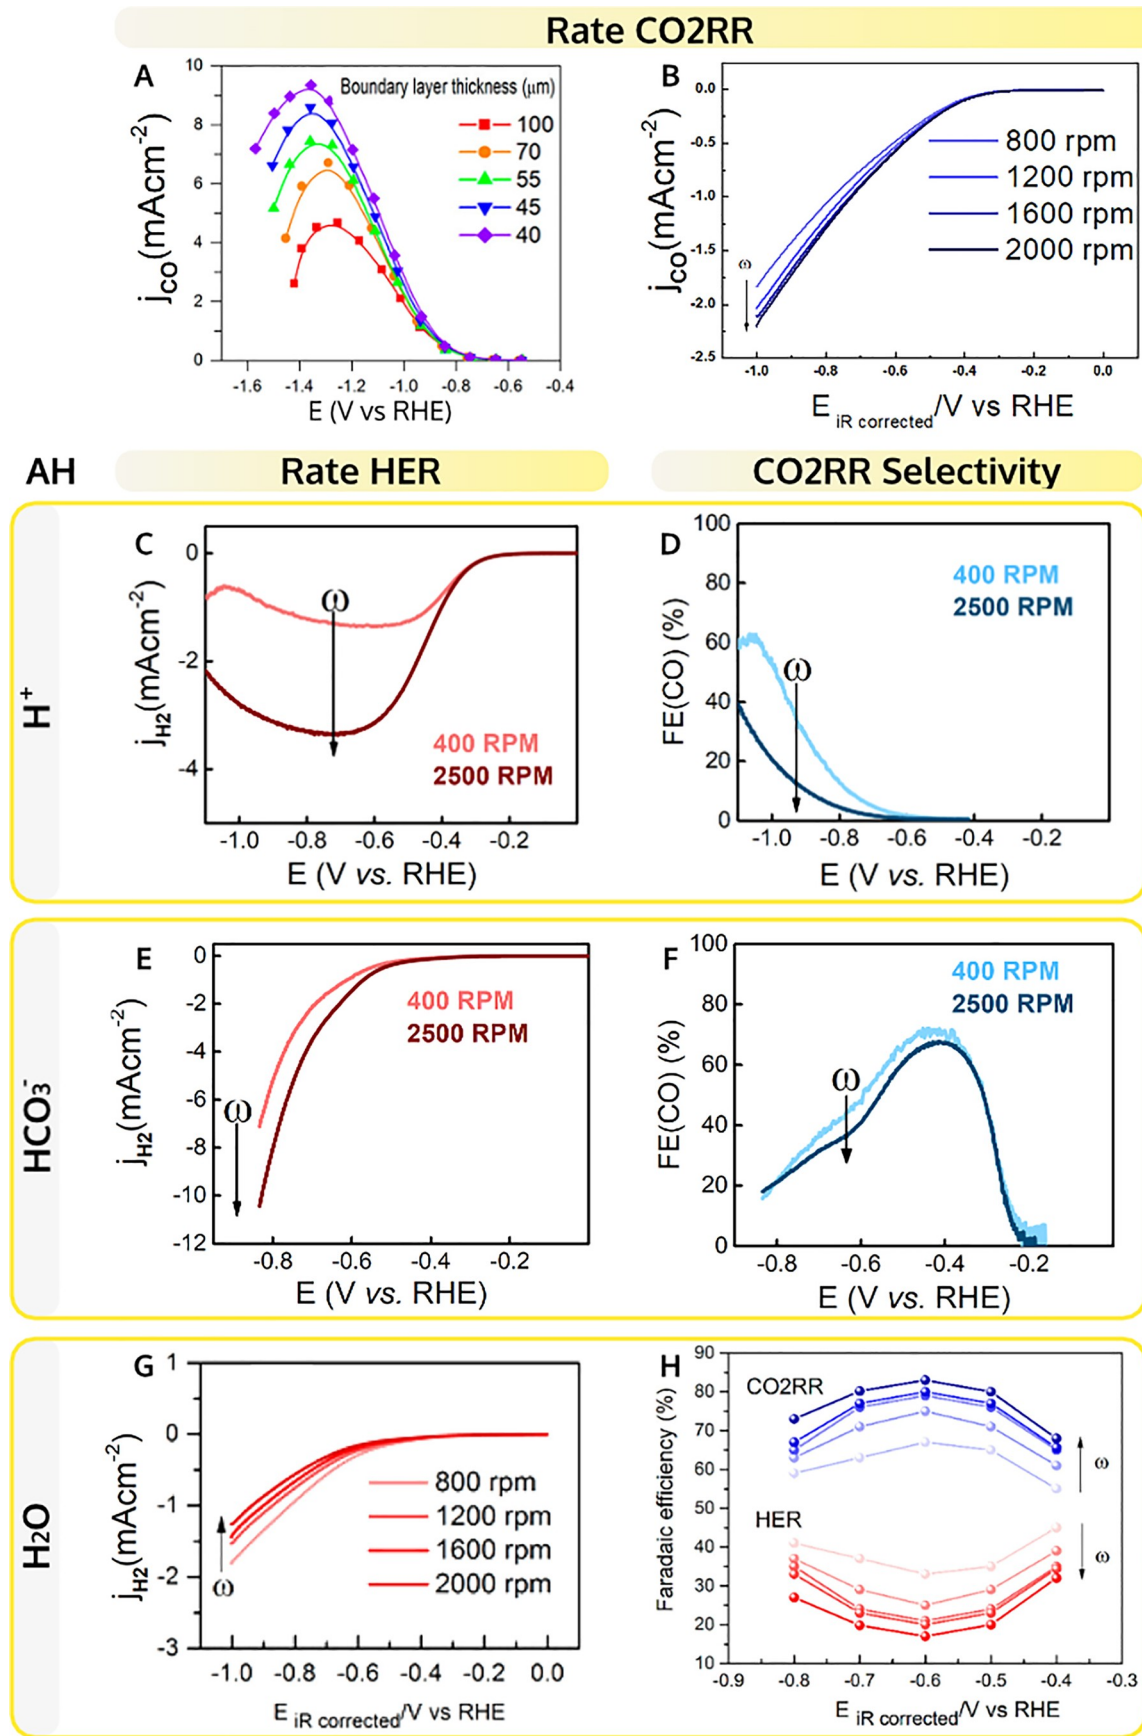 Rate CO2RR
A
jCO(mAcm⁻²)
10
8
6
4
2
0
Boundary layer thickness (μm)
100
70
55
45
40
-1.6 -1.4 -1.2 -1.0 -0.8 -0.6 -0.4
E (V vs RHE)
B
jCO(mAcm⁻²)
0.0
-0.5
-1.0
-1.5
-2.0
-2.5
800 rpm
1200 rpm
1600 rpm
2000 rpm
ω
-1.0 -0.8 -0.6 -0.4 -0.2 0.0
E iR corrected/V vs RHE
AH
Rate HER
CO2RR Selectivity
H⁺
C
jH2(mAcm⁻²)
0
-2
-4
ω
400 RPM
2500 RPM
-1.0 -0.8 -0.6 -0.4 -0.2
E (V vs. RHE)
D
FE(CO) (%)
100
80
60
40
20
0
400 RPM
2500 RPM
ω
-1.0 -0.8 -0.6 -0.4 -0.2
E (V vs. RHE)
HCO₃⁻
E
jH2(mAcm⁻²)
0
-2
-4
-6
-8
-10
-12
400 RPM
2500 RPM
ω
-0.8 -0.6 -0.4 -0.2
E (V vs. RHE)
F
FE(CO) (%)
100
80
60
40
20
0
400 RPM
2500 RPM
ω
-0.8 -0.6 -0.4 -0.2
E (V vs. RHE)
H₂O
G
jH2(mAcm⁻²)
1
0
-1
-2
-3
800 rpm
1200 rpm
1600 rpm
2000 rpm
ω
-1.0 -0.8 -0.6 -0.4 -0.2 0.0
E iR corrected/V vs RHE
H
Faradaic efficiency (%)
90
80
70
60
50
40
30
20
10
CO2RR
ω
HER
ω
-0.9 -0.8 -0.7 -0.6 -0.5 -0.4 -0.3
E iR corrected/V vs RHE